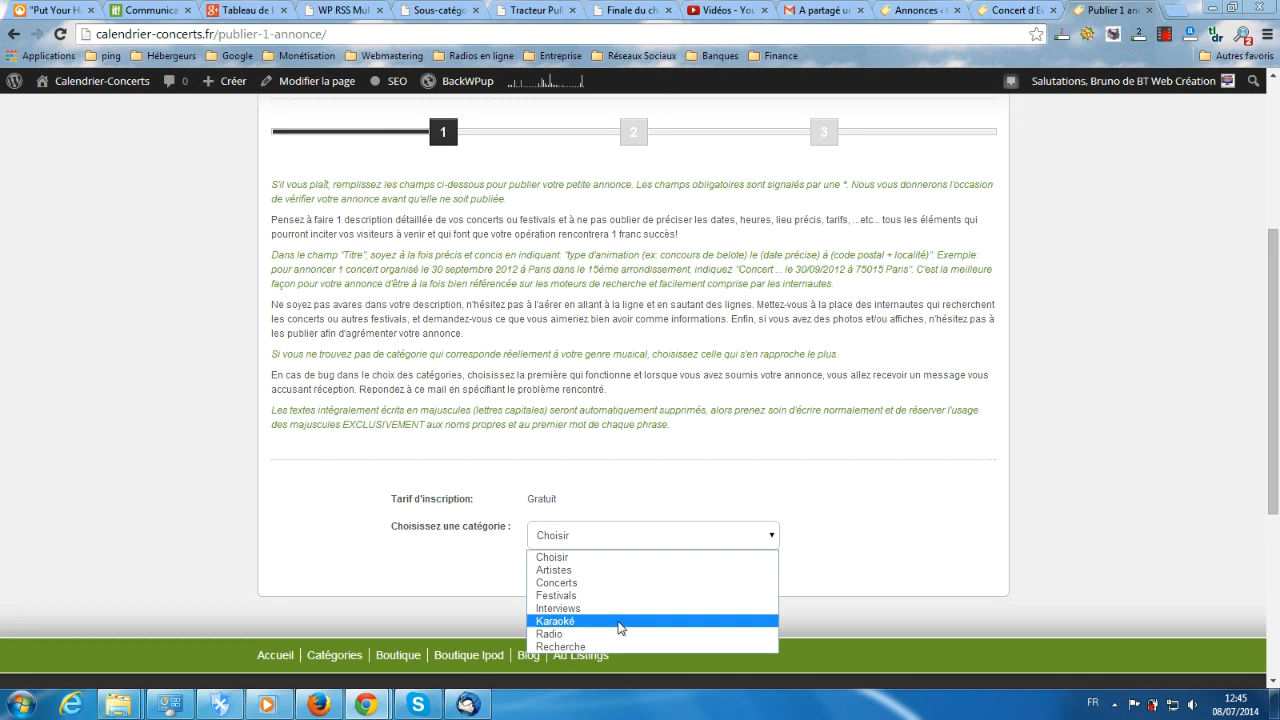 "Put Your Ha
Communica
Tableau de l
WP RSS Mul
Sous-catégo
Tracteur Pull
Finale du ch
Vidéos - You
A partagé un
Annonces ‹ C
Concert d'Ev
Publier 1 ann
calendrier-concerts.fr/publier-1-annonce/
Applications ping Hébergeurs Google Monétisation Webmastering Radios en ligne Entreprise Réseaux Sociaux Banques Finance Autres favoris
Calendrier-Concerts 0 Créer Modifier la page SEO BackWPup Salutations, Bruno de BT Web Création
1 2 3
S'il vous plaît, remplissez les champs ci-dessous pour publier votre petite annonce. Les champs obligatoires sont signalés par une *. Nous vous donnerons l'occasion
de vérifier votre annonce avant qu'elle ne soit publiée.
Pensez à faire 1 description détaillée de vos concerts ou festivals et à ne pas oublier de préciser les dates, heures, lieu précis, tarifs, ...etc... tous les éléments qui
pourront inciter vos visiteurs à venir et qui font que votre opération rencontrera 1 franc succès!
Dans le champ "Titre", soyez à la fois précis et concis en indiquant: "type d'animation (ex: concours de belote) le (date précise) à (code postal + localité)". Exemple:
pour annoncer 1 concert organisé le 30 septembre 2012 à Paris dans le 15éme arrondissement, indiquez "Concert ... le 30/09/2012 à 75015 Paris". C'est la meilleure
façon pour votre annonce d'être à la fois bien référencée sur les moteurs de recherche et facilement comprise par les internautes.
Ne soyez pas avares dans votre description, n'hésitez pas à l'aérer en allant à la ligne et en sautant des lignes. Mettez-vous à la place des internautes qui recherchent
les concerts ou autres festivals, et demandez-vous ce que vous aimeriez bien avoir comme informations. Enfin, si vous avez des photos et/ou affiches, n'hésitez pas à
les publier afin d'agrémenter votre annonce.
Si vous ne trouvez pas de catégorie qui corresponde réellement à votre genre musical, choisissez celle qui s'en rapproche le plus.
En cas de bug dans le choix des catégories, choisissez la première qui fonctionne et lorsque vous avez soumis votre annonce, vous allez recevoir un message vous
accusant réception. Repondez à ce mail en spécifiant le problème rencontré.
Les textes intégralement écrits en majuscules (lettres capitales) seront automatiquement supprimés, alors prenez soin d'écrire normalement et de réserver l'usage
des majuscules EXCLUSIVEMENT aux noms propres et au premier mot de chaque phrase.
Tarif d'inscription: Gratuit
Choisissez une catégorie : Choisir
Choisir
Artistes
Concerts
Festivals
Interviews
Karaoké
Radio
Recherche
Accueil Catégories Boutique Boutique Ipod Blog Ad Listings
FR 12:45
08/07/2014